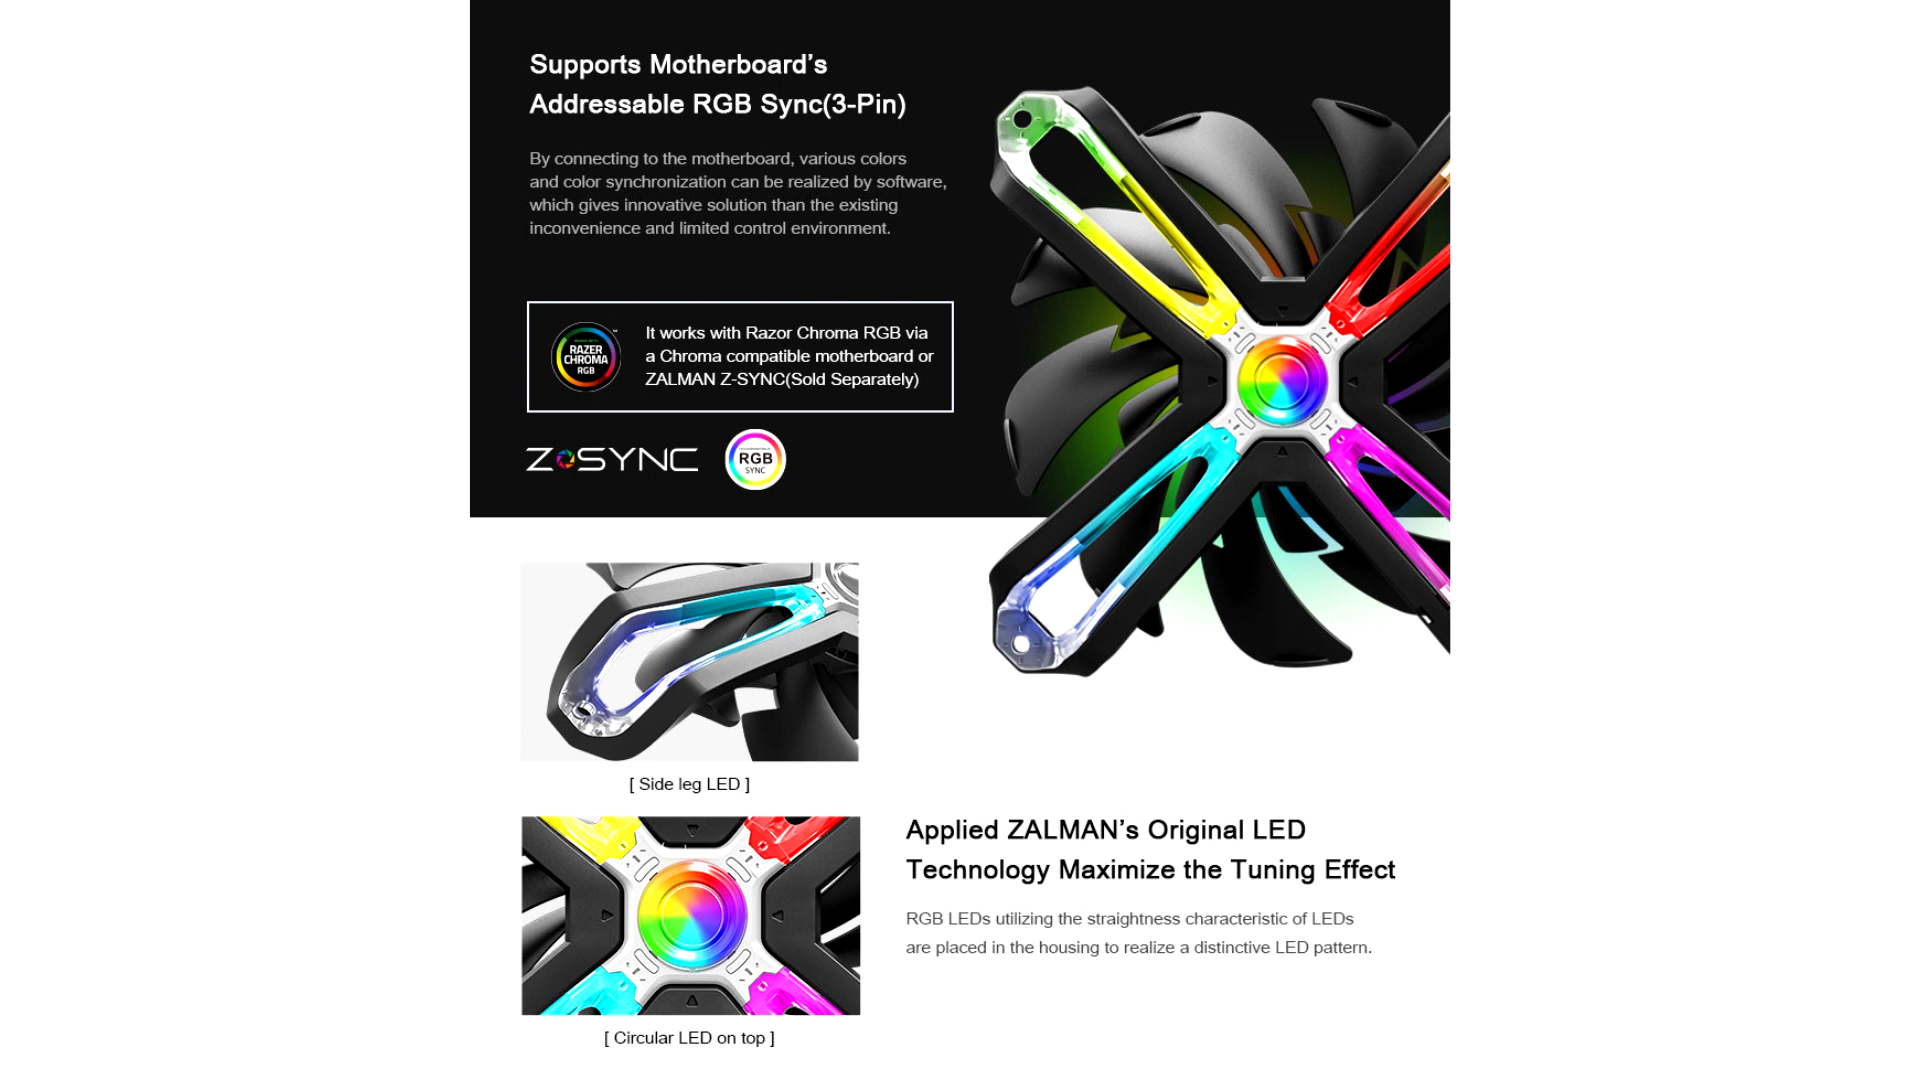 Supports Motherboard’s
Addressable RGB Sync(3-Pin)
By connecting to the motherboard, various colors
and color synchronization can be realized by software,
which gives innovative solution than the existing
inconvenience and limited control environment.
RAZER
CHROMA
RGB
It works with Razor Chroma RGB via
a Chroma compatible motherboard or
ZALMAN Z-SYNC(Sold Separately)
Z SYNC
RGB
SYNC
[ Side leg LED ]
Applied ZALMAN’s Original LED
Technology Maximize the Tuning Effect
RGB LEDs utilizing the straightness characteristic of LEDs
are placed in the housing to realize a distinctive LED pattern.
[ Circular LED on top ]